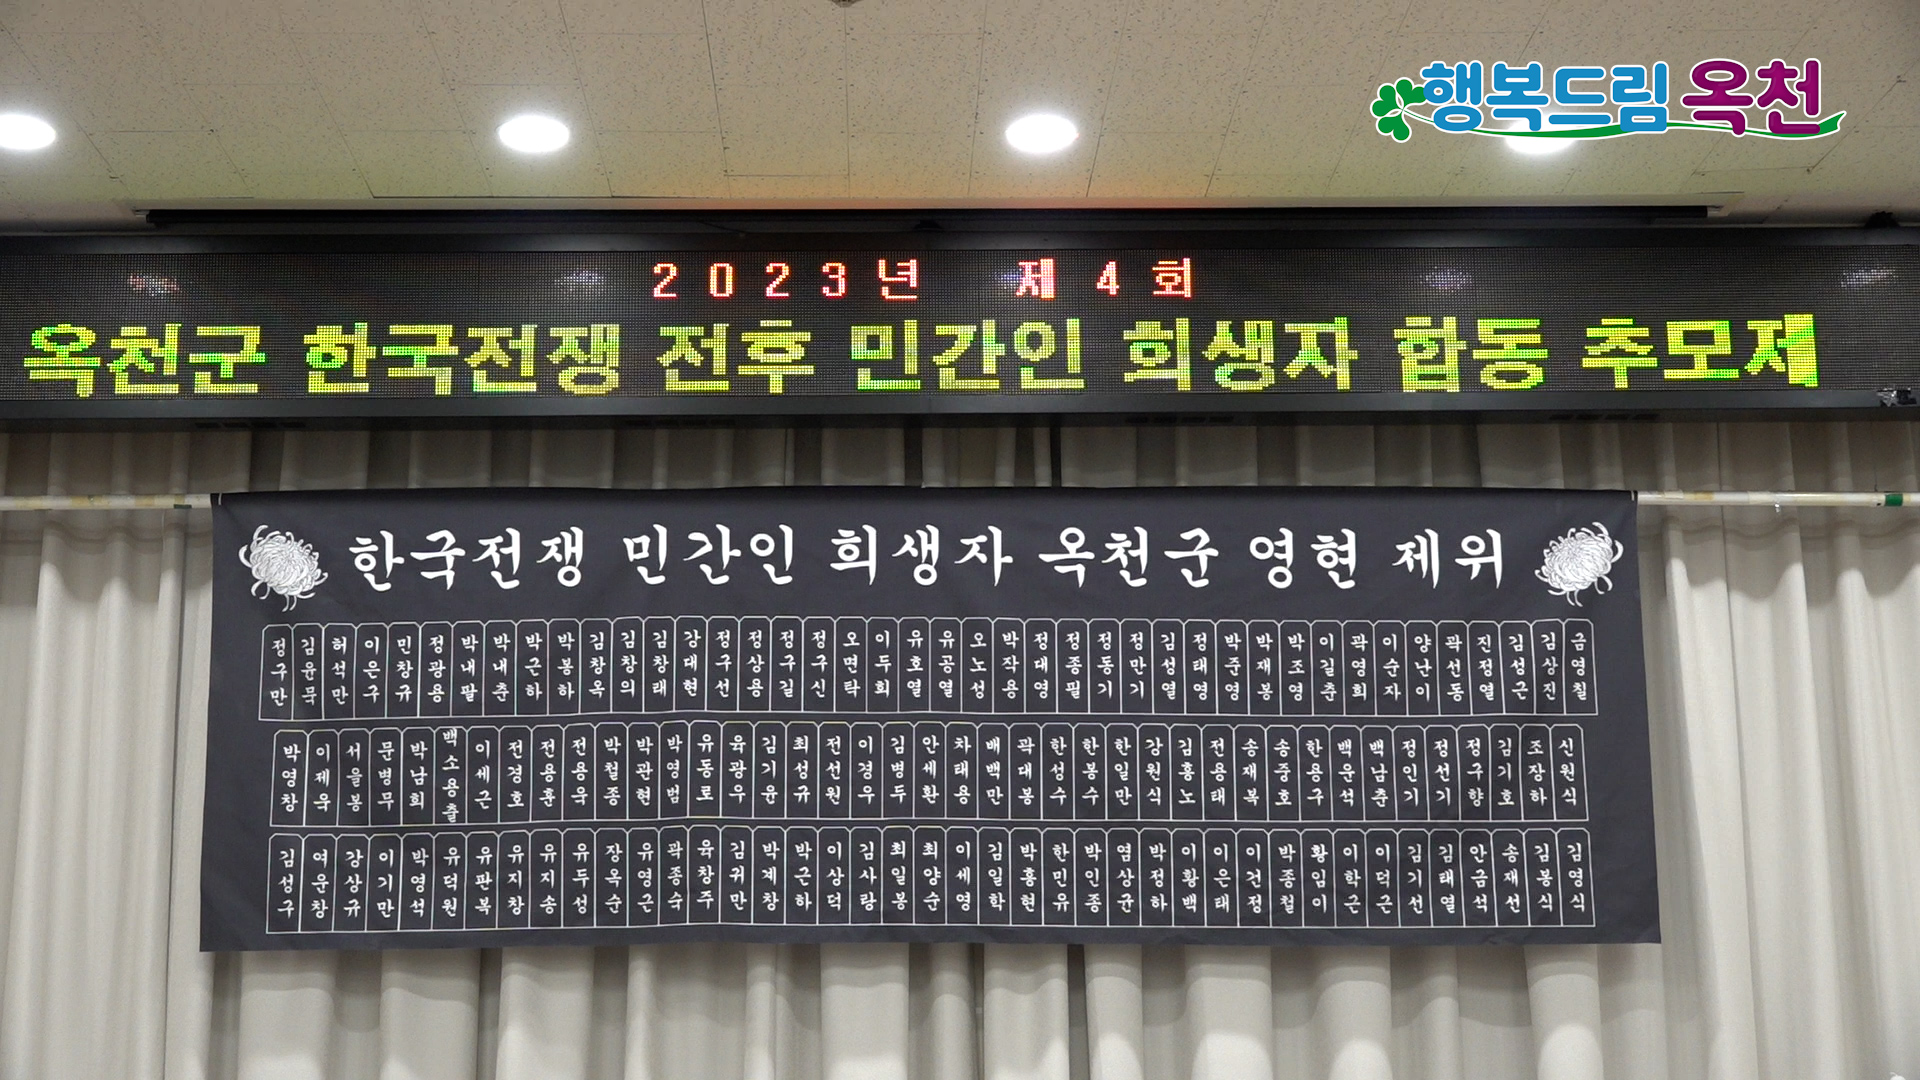 행복드림 옥천
2023년 제4회
옥천군 한국전쟁 전후 민간인 희생자 합동 추모제
한국전쟁 민간인 희생자 옥천군 영현 제위
정구만 김윤묵 허석만 이은구 민창규 정광용 박내팔 박내춘 박근하 박봉하 김창옥 김창의 김창태 강대현 정구선 정상용 정구길 정구신 오면탁 이두희 유호열 유공열 오노성 박작용 정대영 정종필 정동기 정만기 김성열 정태영 박준영 박재봉 박조영 이길춘 곽영희 이순자 양난이 곽선동 진정열 김성근 김상진 금영칠
박영창 이제욱 서을봉 문병무 박남희 백소용출 이세근 전경호 전용훈 전용욱 박철종 박관현 박영범 유동로 육광우 김기윤 최성규 전선원 이경우 김병두 안세환 차태용 배백만 곽대봉 한성수 한봉수 한일만 강원식 김홍노 전용태 송재복 송중호 한용구 백운석 백남춘 정인기 정선기 정구향 김기호 조장하 신원식
김성구 여운창 강상규 이기만 박영석 유덕원 유판복 유지창 유지송 유두성 장옥순 유영근 곽종숙 육창주 김귀만 박계창 박근하 이상덕 김사랑 최일봉 최양순 이세영 김일학 박홍현 한민유 박인종 염상균 박정하 이황백 이은태 이건정 박종철 황임이 이학근 이덕근 김기선 김태열 안금석 송재선 김봉식 김영식